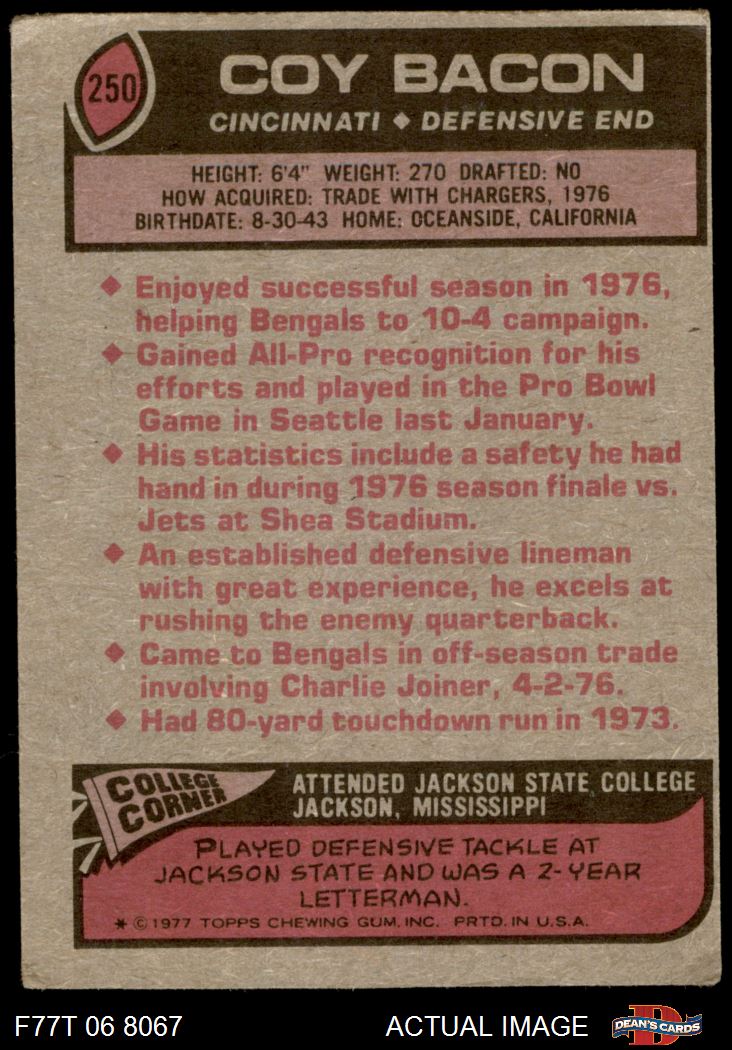 250
COY BACON
CINCINNATI ◆ DEFENSIVE END
HEIGHT: 6'4" WEIGHT: 270 DRAFTED: NO
HOW ACQUIRED: TRADE WITH CHARGERS, 1976
BIRTHDATE: 8-30-43 HOME: OCEANSIDE, CALIFORNIA
◆ Enjoyed successful season in 1976,
helping Bengals to 10-4 campaign.
◆ Gained All-Pro recognition for his
efforts and played in the Pro Bowl
Game in Seattle last January.
◆ His statistics include a safety he had
hand in during 1976 season finale vs.
Jets at Shea Stadium.
◆ An established defensive lineman
with great experience, he excels at
rushing the enemy quarterback.
◆ Came to Bengals in off-season trade
involving Charlie Joiner, 4-2-76.
◆ Had 80-yard touchdown run in 1973.
COLLEGE
CORNER
ATTENDED JACKSON STATE COLLEGE
JACKSON, MISSISSIPPI
PLAYED DEFENSIVE TACKLE AT
JACKSON STATE AND WAS A 2-YEAR
LETTERMAN.
* © 1977 TOPPS CHEWING GUM, INC. PRTD. IN U.S.A.
F77T 06 8067
ACTUAL IMAGE
D
DEAN'S CARDS